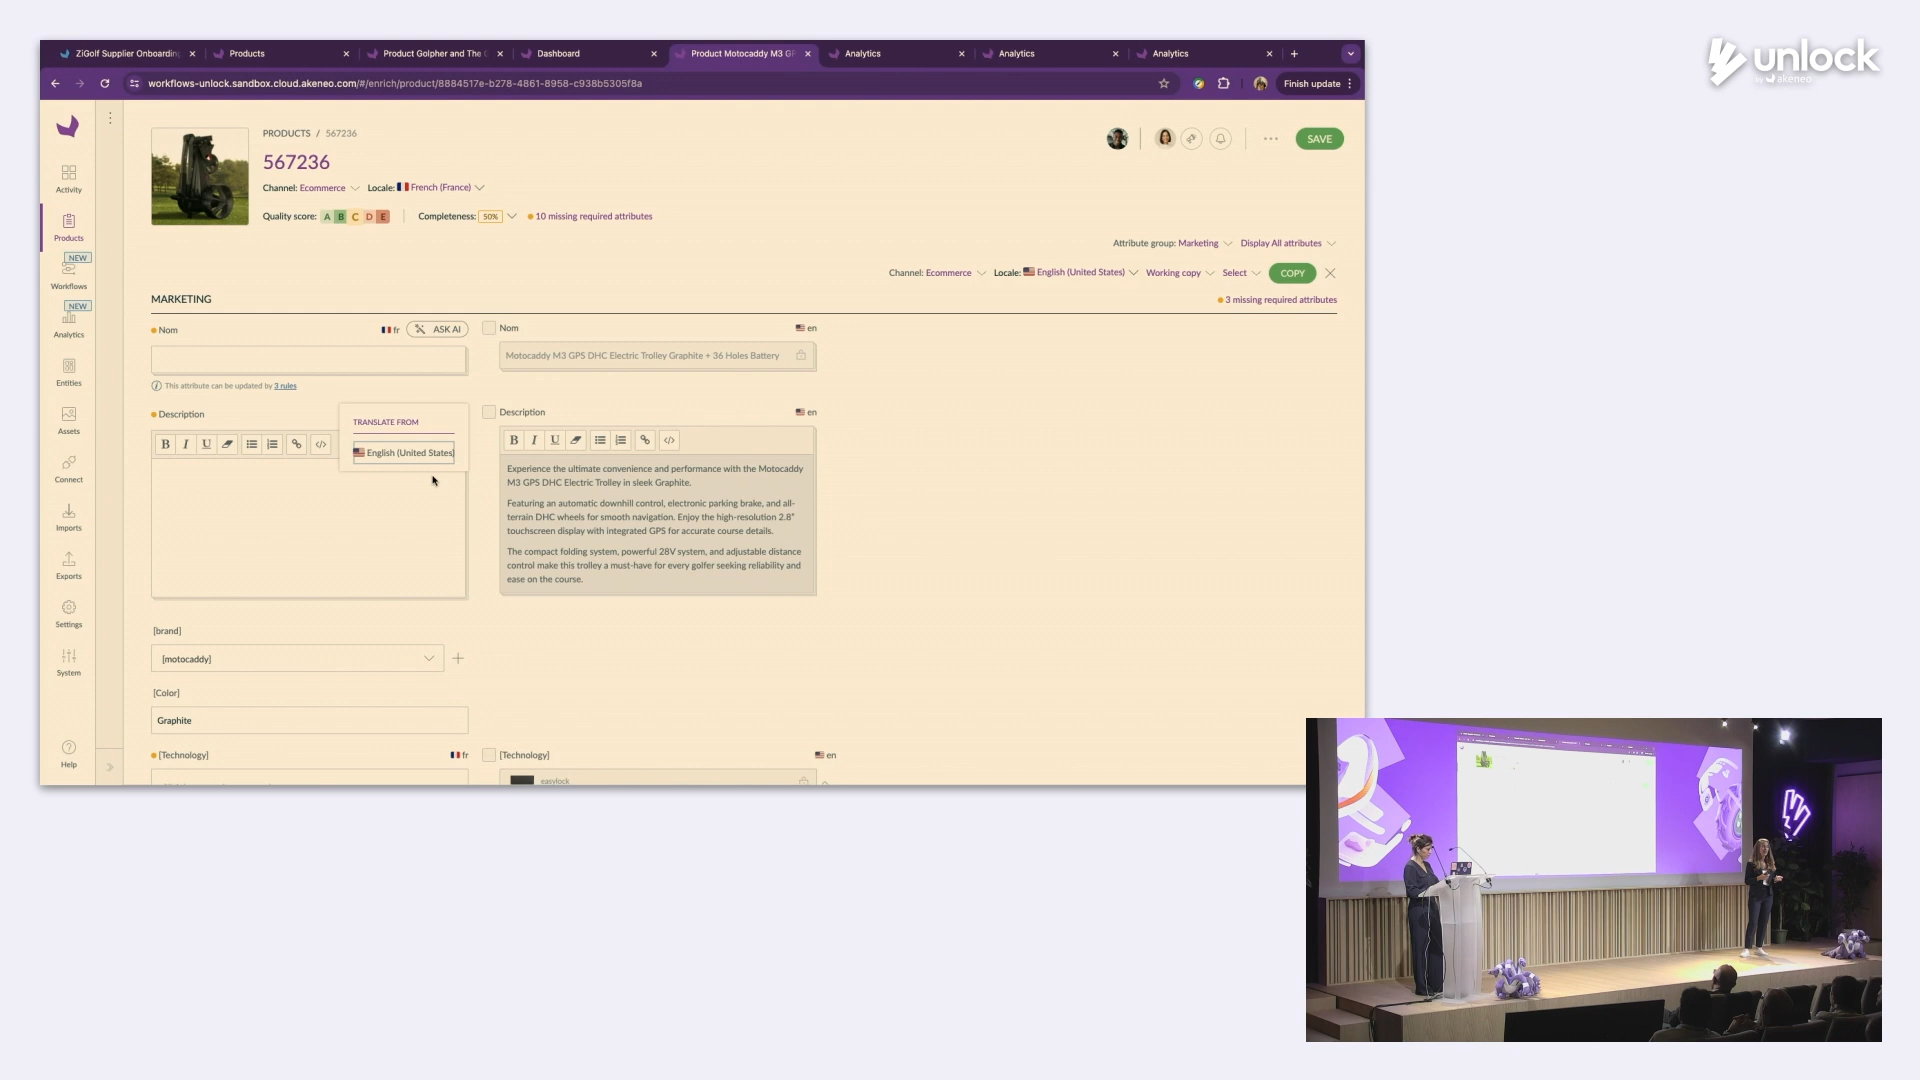 ZiGolf Supplier Onboarding
Products
Product Golpher and The
Dashboard
Product Motocaddy M3 GP
Analytics
Analytics
Analytics
workflows-unlock.sandbox.cloud.akeneo.com/#/enrich/product/8884517e-b278-4861-8958-c938b5305f8a
Finish update
unlock
by akeneo
Activity
Products
NEW
Workflows
NEW
Analytics
Entities
Assets
Connect
Imports
Exports
Settings
System
Help
PRODUCTS / 567236
567236
Channel: Ecommerce Locale: French (France)
Quality score: A B C D E Completeness: 50% 10 missing required attributes
SAVE
Attribute group: Marketing Display All attributes
Channel: Ecommerce Locale: English (United States) Working copy Select COPY
MARKETING
3 missing required attributes
Nom fr ASK AI
Nom en
Motocaddy M3 GPS DHC Electric Trolley Graphite + 36 Holes Battery
This attribute can be updated by 3 rules
Description
TRANSLATE FROM
English (United States)
B I U </>
Description en
B I U </>
Experience the ultimate convenience and performance with the Motocaddy
M3 GPS DHC Electric Trolley in sleek Graphite.
Featuring an automatic downhill control, electronic parking brake, and all-
terrain DHC wheels for smooth navigation. Enjoy the high-resolution 2.8"
touchscreen display with integrated GPS for accurate course details.
The compact folding system, powerful 28V system, and adjustable distance
control make this trolley a must-have for every golfer seeking reliability and
ease on the course.
[brand]
[motocaddy]
[Color]
Graphite
[Technology] fr
[Technology] en
easylock